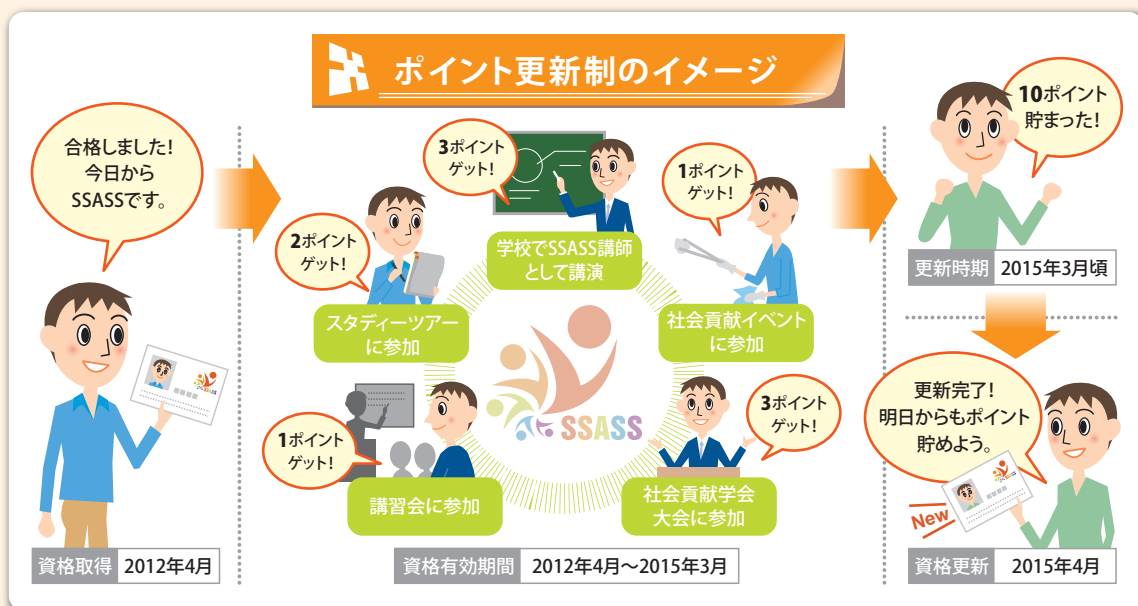 ポイント更新制のイメージ
合格しました！
今日から
SSASSです。
資格取得 2012年4月
3ポイント
ゲット！
学校でSSASS講師
として講演
1ポイント
ゲット！
社会貢献イベント
に参加
2ポイント
ゲット！
スタディーツアー
に参加
SSASS
1ポイント
ゲット！
講習会に参加
3ポイント
ゲット！
社会貢献学会
大会に参加
資格有効期間 2012年4月～2015年3月
10ポイント
貯まった！
更新時期 2015年3月頃
更新完了！
明日からもポイント
貯めよう。
New
資格更新 2015年4月